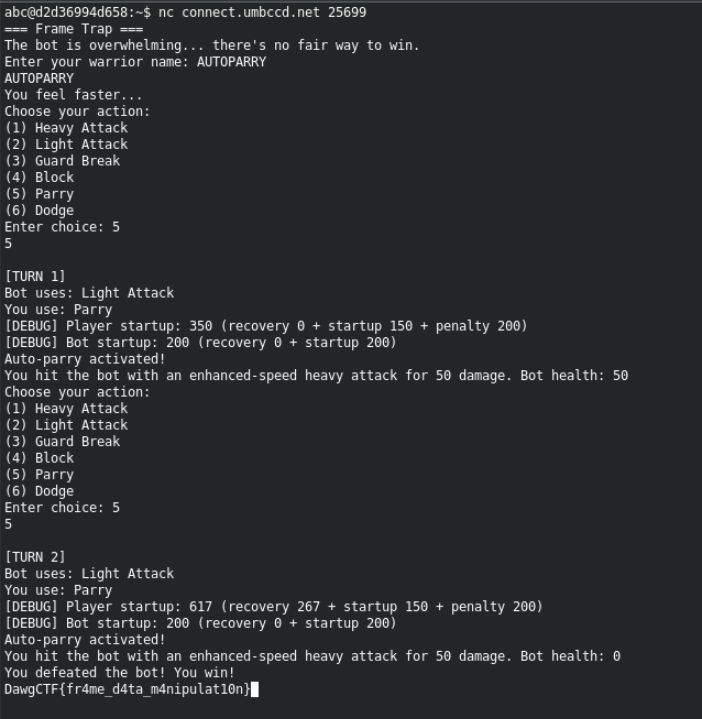 abc@d2d36994d658:~$ nc connect.umbccd.net 25699
=== Frame Trap ===
The bot is overwhelming... there's no fair way to win.
Enter your warrior name: AUTOPARRY
AUTOPARRY
You feel faster...
Choose your action:
(1) Heavy Attack
(2) Light Attack
(3) Guard Break
(4) Block
(5) Parry
(6) Dodge
Enter choice: 5
5
[TURN 1]
Bot uses: Light Attack
You use: Parry
[DEBUG] Player startup: 350 (recovery 0 + startup 150 + penalty 200)
[DEBUG] Bot startup: 200 (recovery 0 + startup 200)
Auto-parry activated!
You hit the bot with an enhanced-speed heavy attack for 50 damage. Bot health: 50
Choose your action:
(1) Heavy Attack
(2) Light Attack
(3) Guard Break
(4) Block
(5) Parry
(6) Dodge
Enter choice: 5
5
[TURN 2]
Bot uses: Light Attack
You use: Parry
[DEBUG] Player startup: 617 (recovery 267 + startup 150 + penalty 200)
[DEBUG] Bot startup: 200 (recovery 0 + startup 200)
Auto-parry activated!
You hit the bot with an enhanced-speed heavy attack for 50 damage. Bot health: 0
You defeated the bot! You win!
DawgCTF{fr4me_d4ta_m4nipulat10n}